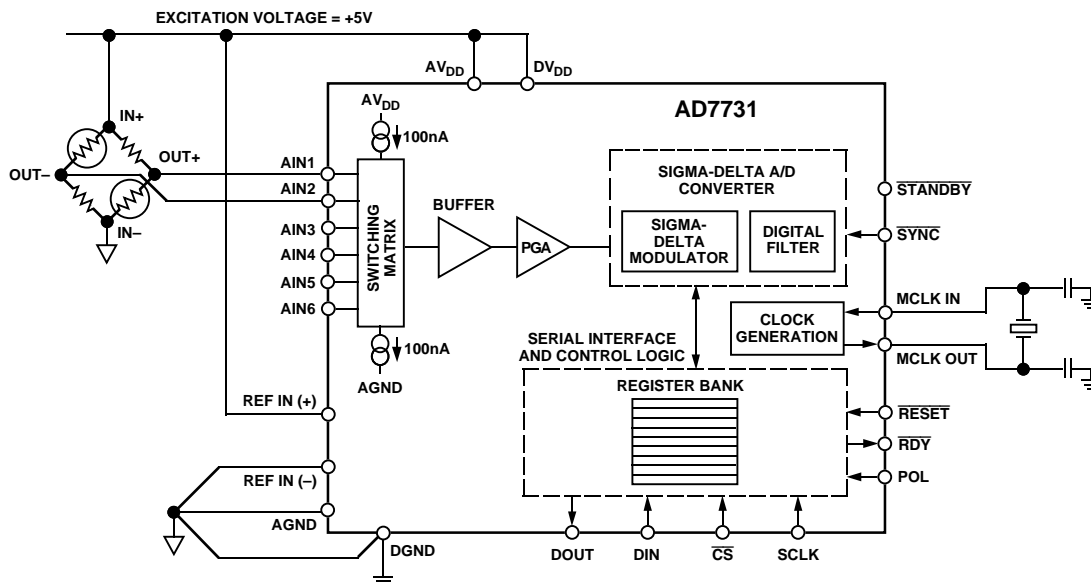 EXCITATION VOLTAGE = +5V
AVDD
DVDD
AD7731
AVDD
100nA
IN+
OUT+
OUT–
IN–
AIN1
AIN2
AIN3
AIN4
AIN5
AIN6
SWITCHING
MATRIX
BUFFER
PGA
SIGMA-DELTA A/D
CONVERTER
SIGMA-
DELTA
MODULATOR
DIGITAL
FILTER
STANDBY
SYNC
MCLK IN
CLOCK
GENERATION
MCLK OUT
100nA
AGND
SERIAL INTERFACE
AND CONTROL LOGIC
REGISTER BANK
REF IN (+)
RESET
RDY
POL
REF IN (–)
AGND
DGND
DOUT
DIN
CS
SCLK